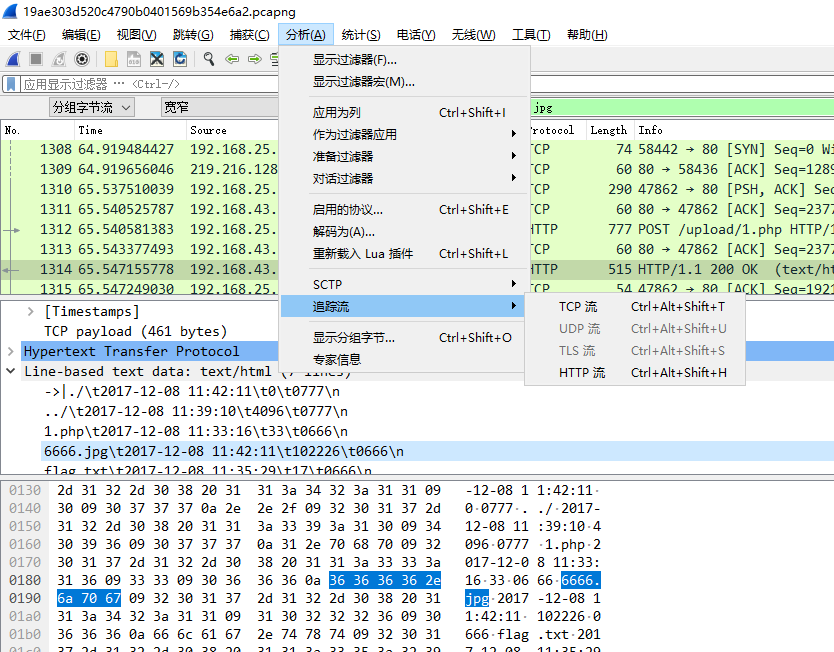 19ae303d520c4790b0401569b354e6a2.pcapng
文件(F) 编辑(E) 视图(V) 跳转(G) 捕获(C) 分析(A) 统计(S) 电话(Y) 无线(W) 工具(T) 帮助(H)
应用显示过滤器 … <Ctrl-/>
分组字节流 宽窄 jpg
No. Time Source rotocol Length Info
1308 64.919484427 192.168.25. TCP 74 58442 → 80 [SYN] Seq=0 Wi
1309 64.919656046 219.216.128 TCP 60 80 → 58436 [ACK] Seq=1289
1310 65.537510039 192.168.25. TCP 290 47862 → 80 [PSH, ACK] Seq
1311 65.540525787 192.168.43. TCP 60 80 → 47862 [ACK] Seq=2377
1312 65.540581383 192.168.25. HTTP 777 POST /upload/1.php HTTP/1
1313 65.543377493 192.168.43. TCP 60 80 → 47862 [ACK] Seq=2377
1314 65.547155778 192.168.43. HTTP 515 HTTP/1.1 200 OK (text/ht
1315 65.547249030 192.168.25. TCP 54 47862 → 80 [ACK] Seq=1921
显示过滤器(F)...
显示过滤器宏(M)...
应用为列 Ctrl+Shift+I
作为过滤器应用
准备过滤器
对话过滤器
启用的协议... Ctrl+Shift+E
解码为(A)...
重新载入 Lua 插件 Ctrl+Shift+L
SCTP
追踪流
显示分组字节... Ctrl+Shift+O
专家信息
TCP 流 Ctrl+Alt+Shift+T
UDP 流 Ctrl+Alt+Shift+U
TLS 流 Ctrl+Alt+Shift+S
HTTP 流 Ctrl+Alt+Shift+H
[Timestamps]
TCP payload (461 bytes)
Hypertext Transfer Protocol
Line-based text data: text/html (7 lines)
->|./\t2017-12-08 11:42:11\t0\t0777\n
../\t2017-12-08 11:39:10\t4096\t0777\n
1.php\t2017-12-08 11:33:16\t33\t0666\n
6666.jpg\t2017-12-08 11:42:11\t102226\t0666\n
flag.txt\t2017-12-08 11:35:29\t17\t0666\n
0130 2d 31 32 2d 30 38 20 31 31 3a 34 32 3a 31 31 09 -12-08 1 1:42:11·
0140 30 09 30 37 37 37 0a 2e 2e 2f 09 32 30 31 37 2d 0·0777·. ./·2017-
0150 31 32 2d 30 38 20 31 31 3a 33 39 3a 31 30 09 34 12-08 11 :39:10·4
0160 30 39 36 09 30 37 37 37 0a 31 2e 70 68 70 09 32 096·0777 ·1.php·2
0170 30 31 37 2d 31 32 2d 30 38 20 31 31 3a 33 33 3a 017-12-0 8 11:33:
0180 31 36 09 33 33 09 30 36 36 36 0a 36 36 36 36 2e 16·33·06 66·6666.
0190 6a 70 67 09 32 30 31 37 2d 31 32 2d 30 38 20 31 jpg·2017 -12-08 1
01a0 31 3a 34 32 3a 31 31 09 31 30 32 32 32 36 09 30 1:42:11· 102226·0
01b0 36 36 36 0a 66 6c 61 67 2e 74 78 74 09 32 30 31 666·flag .txt·201
37 2d 31 32 2d 30 38 20 31 31 3a 33 35 3a 32 39 7-12-08 11:35:29